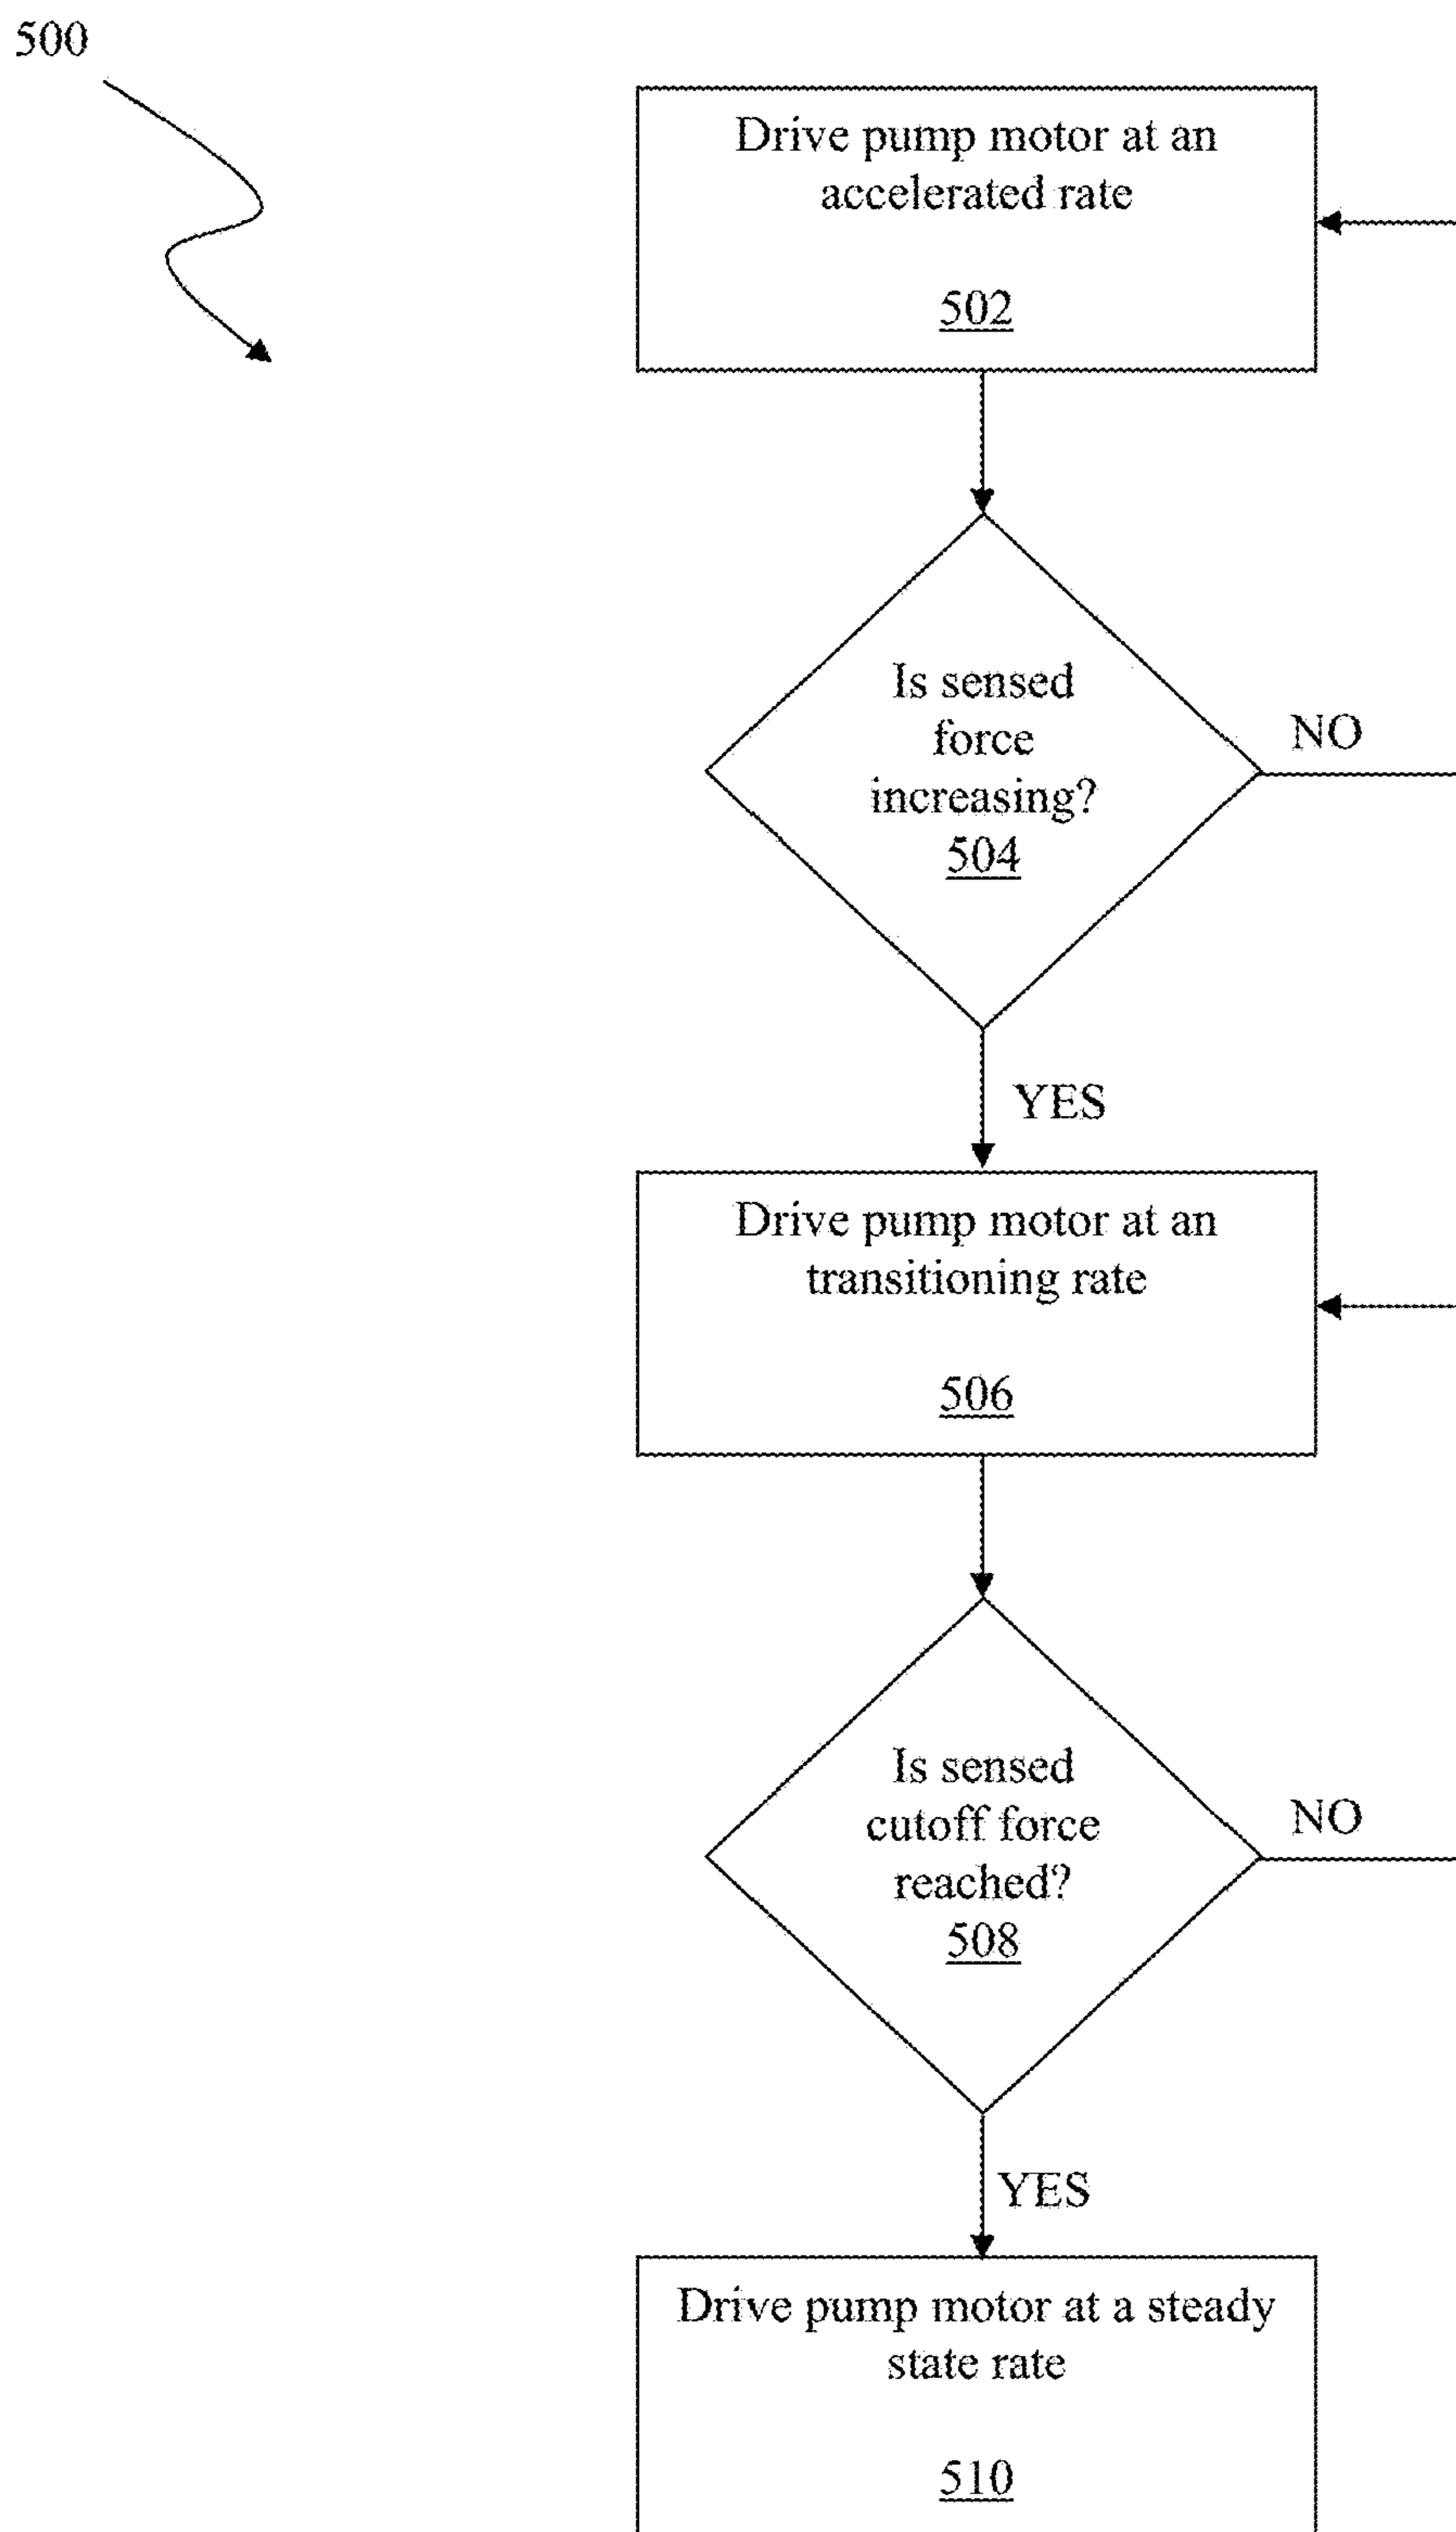 500
Drive pump motor at an
accelerated rate
502
Is sensed
force
increasing?
504
NO
YES
Drive pump motor at an
transitioning rate
506
Is sensed
cutoff force
reached?
508
NO
YES
Drive pump motor at a steady
state rate
510